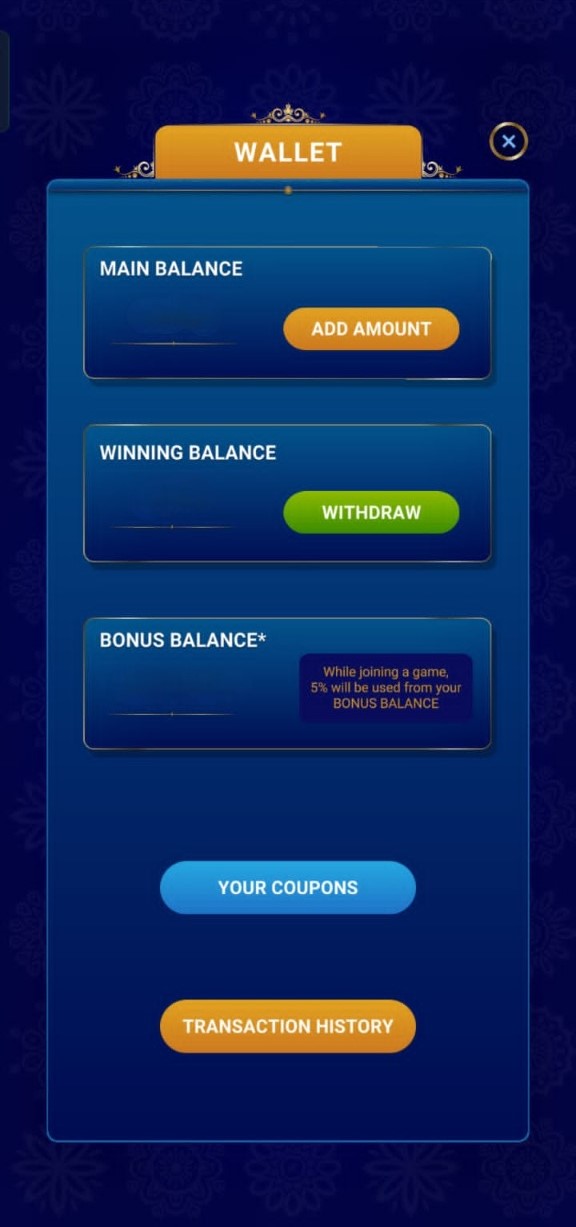 WALLET
MAIN BALANCE
ADD AMOUNT
WINNING BALANCE
WITHDRAW
BONUS BALANCE*
While joining a game,
5% will be used from your
BONUS BALANCE
YOUR COUPONS
TRANSACTION HISTORY